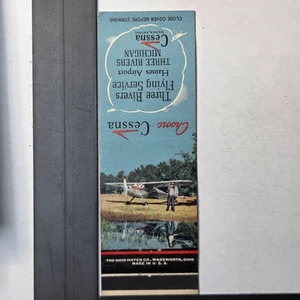 CLOSE COVER BEFORE STRIKING
Choose
Cessna
Three Rivers
Flying Service
Haines Airport
THREE RIVERS
MICHIGAN
Cessna
THE OHIO MATCH CO., WADSWORTH, OHIO
MADE IN U. S. A.